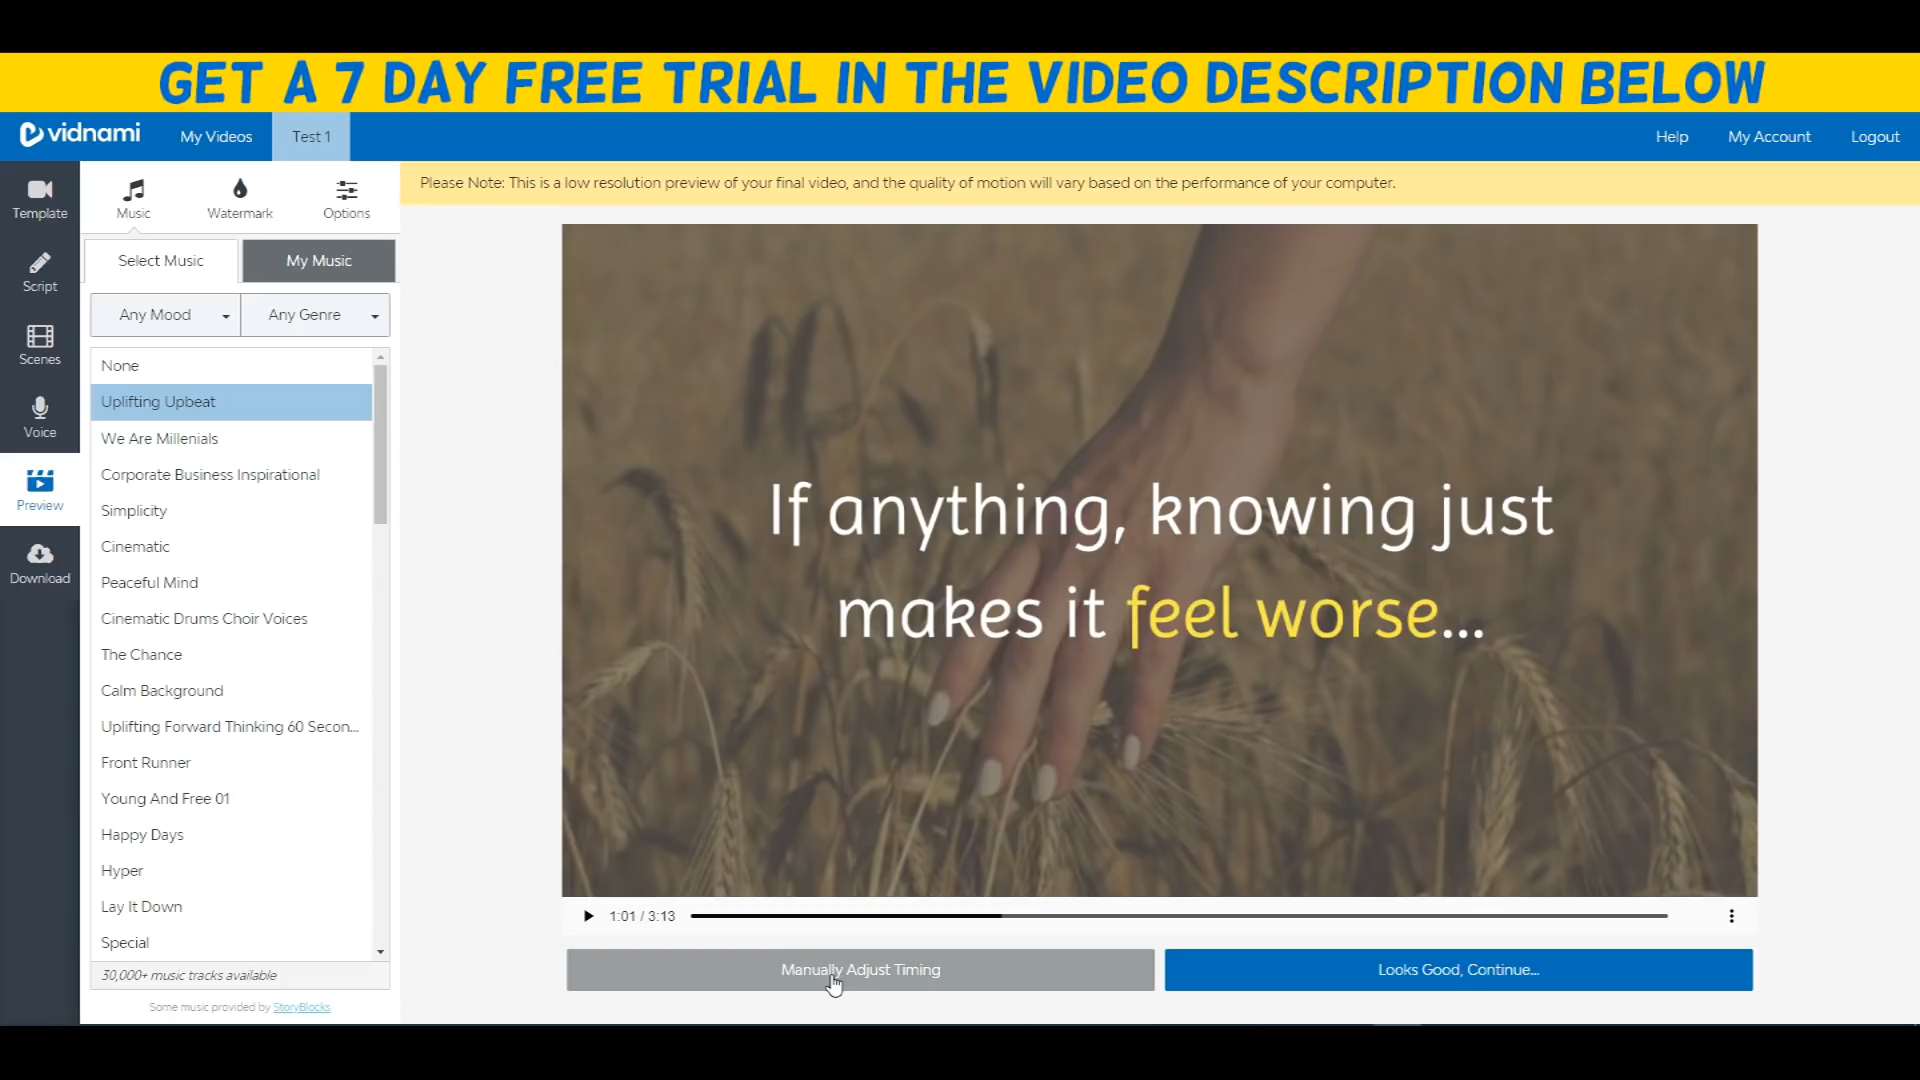 GET A 7 DAY FREE TRIAL IN THE VIDEO DESCRIPTION BELOW
vidnami
My Videos
Test 1
Help
My Account
Logout
Template
Script
Scenes
Voice
Preview
Download
Music
Watermark
Options
Select Music
My Music
Any Mood
Any Genre
None
Uplifting Upbeat
We Are Millenials
Corporate Business Inspirational
Simplicity
Cinematic
Peaceful Mind
Cinematic Drums Choir Voices
The Chance
Calm Background
Uplifting Forward Thinking 60 Secon...
Front Runner
Young And Free 01
Happy Days
Hyper
Lay It Down
Special
30,000+ music tracks available
Some music provided by StoryBlocks
Please Note: This is a low resolution preview of your final video, and the quality of motion will vary based on the performance of your computer.
If anything, knowing just
makes it feel worse...
1:01 / 3:13
Manually Adjust Timing
Looks Good, Continue...